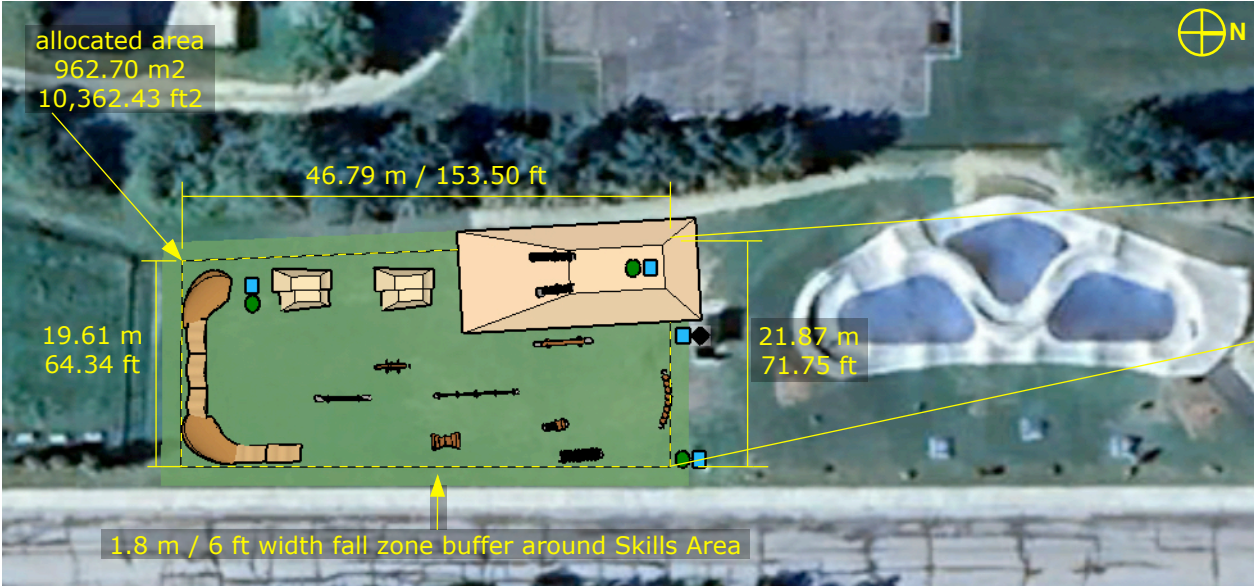 allocated area
962.70 m2
10,362.43 ft2
N
46.79 m / 153.50 ft
19.61 m
64.34 ft
21.87 m
71.75 ft
1.8 m / 6 ft width fall zone buffer around Skills Area